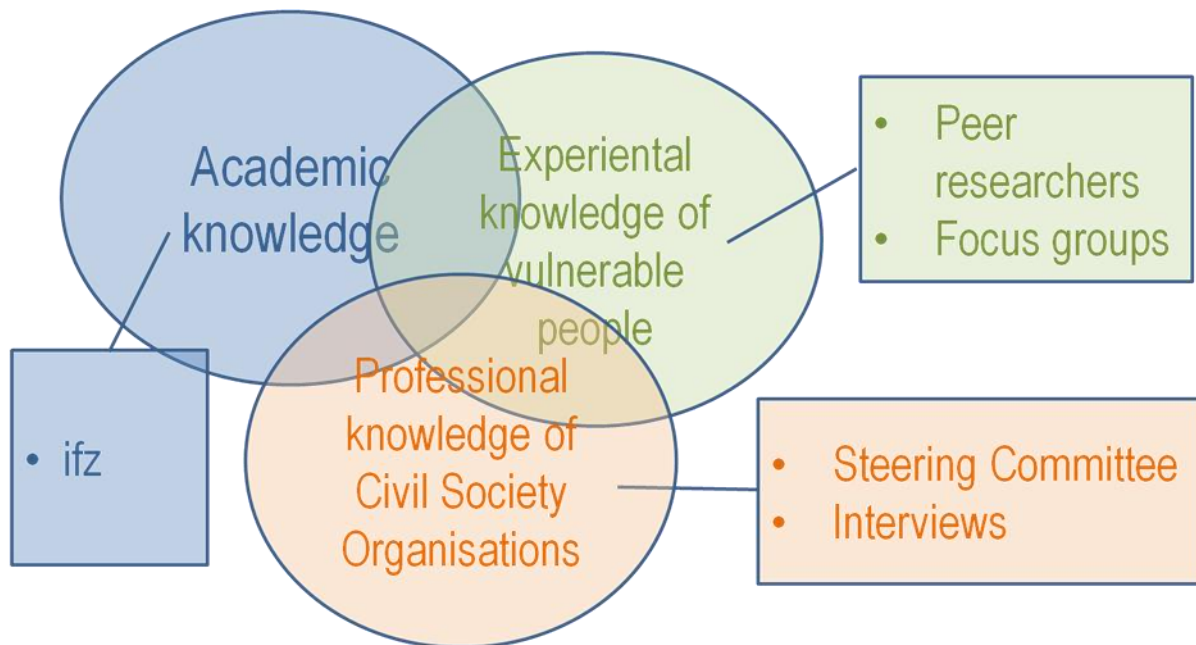 Academic
knowledge
Experiental
knowledge of
vulnerable
people
Professional
knowledge of
Civil Society
Organisations
• ifz
• Peer
researchers
• Focus groups
• Steering Committee
• Interviews